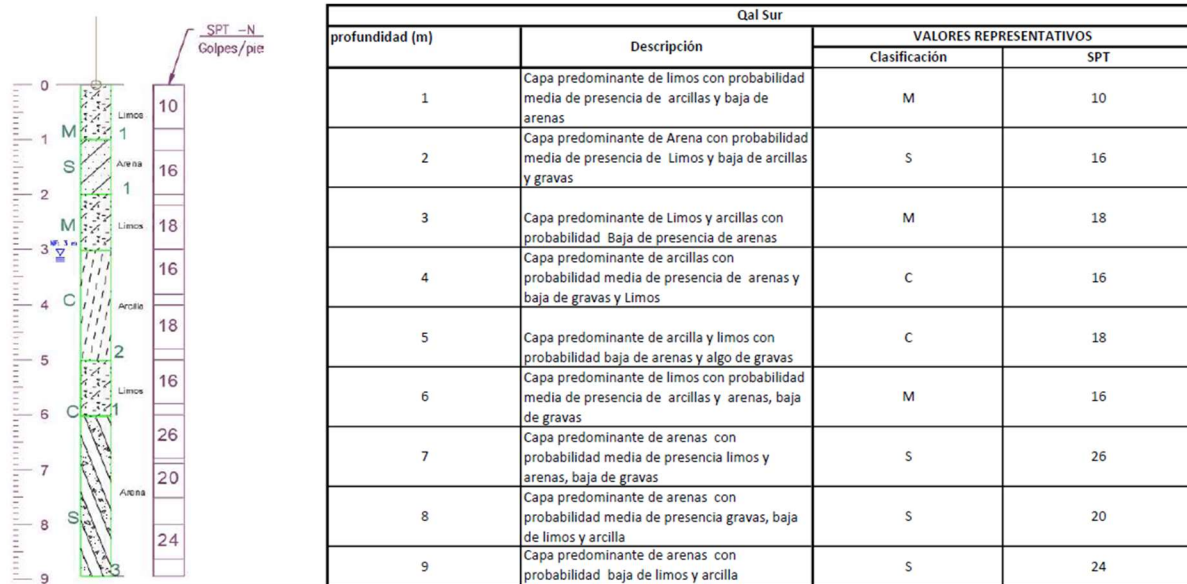 SPT -N
Golpes/pie
0
10
Limos
M
1
1
S
Arena
16
1
2
M
Limos
18
3
NF: 3 m
16
C
4
Arcilla
18
2
5
16
Limos
C
1
6
26
7
20
Arena
S
8
24
3
9
Qal Sur
profundidad (m)
Descripción
VALORES REPRESENTATIVOS
Clasificación
SPT
1
Capa predominante de limos con probabilidad
media de presencia de arcillas y baja de
arenas
M
10
2
Capa predominante de Arena con probabilidad
media de presencia de Limos y baja de arcillas
y gravas
S
16
3
Capa predominante de Limos y arcillas con
probabilidad Baja de presencia de arenas
M
18
4
Capa predominante de arcillas con
probabilidad media de presencia de arenas y
baja de gravas y Limos
C
16
5
Capa predominante de arcilla y limos con
probabilidad baja de arenas y algo de gravas
C
18
6
Capa predominante de limos con probabilidad
media de presencia de arcillas y arenas, baja
de gravas
M
16
7
Capa predominante de arenas con
probabilidad media de presencia limos y
arenas, baja de gravas
S
26
8
Capa predominante de arenas con
probabilidad media de presencia gravas, baja
de limos y arcilla
S
20
9
Capa predominante de arenas con
probabilidad baja de limos y arcilla
S
24